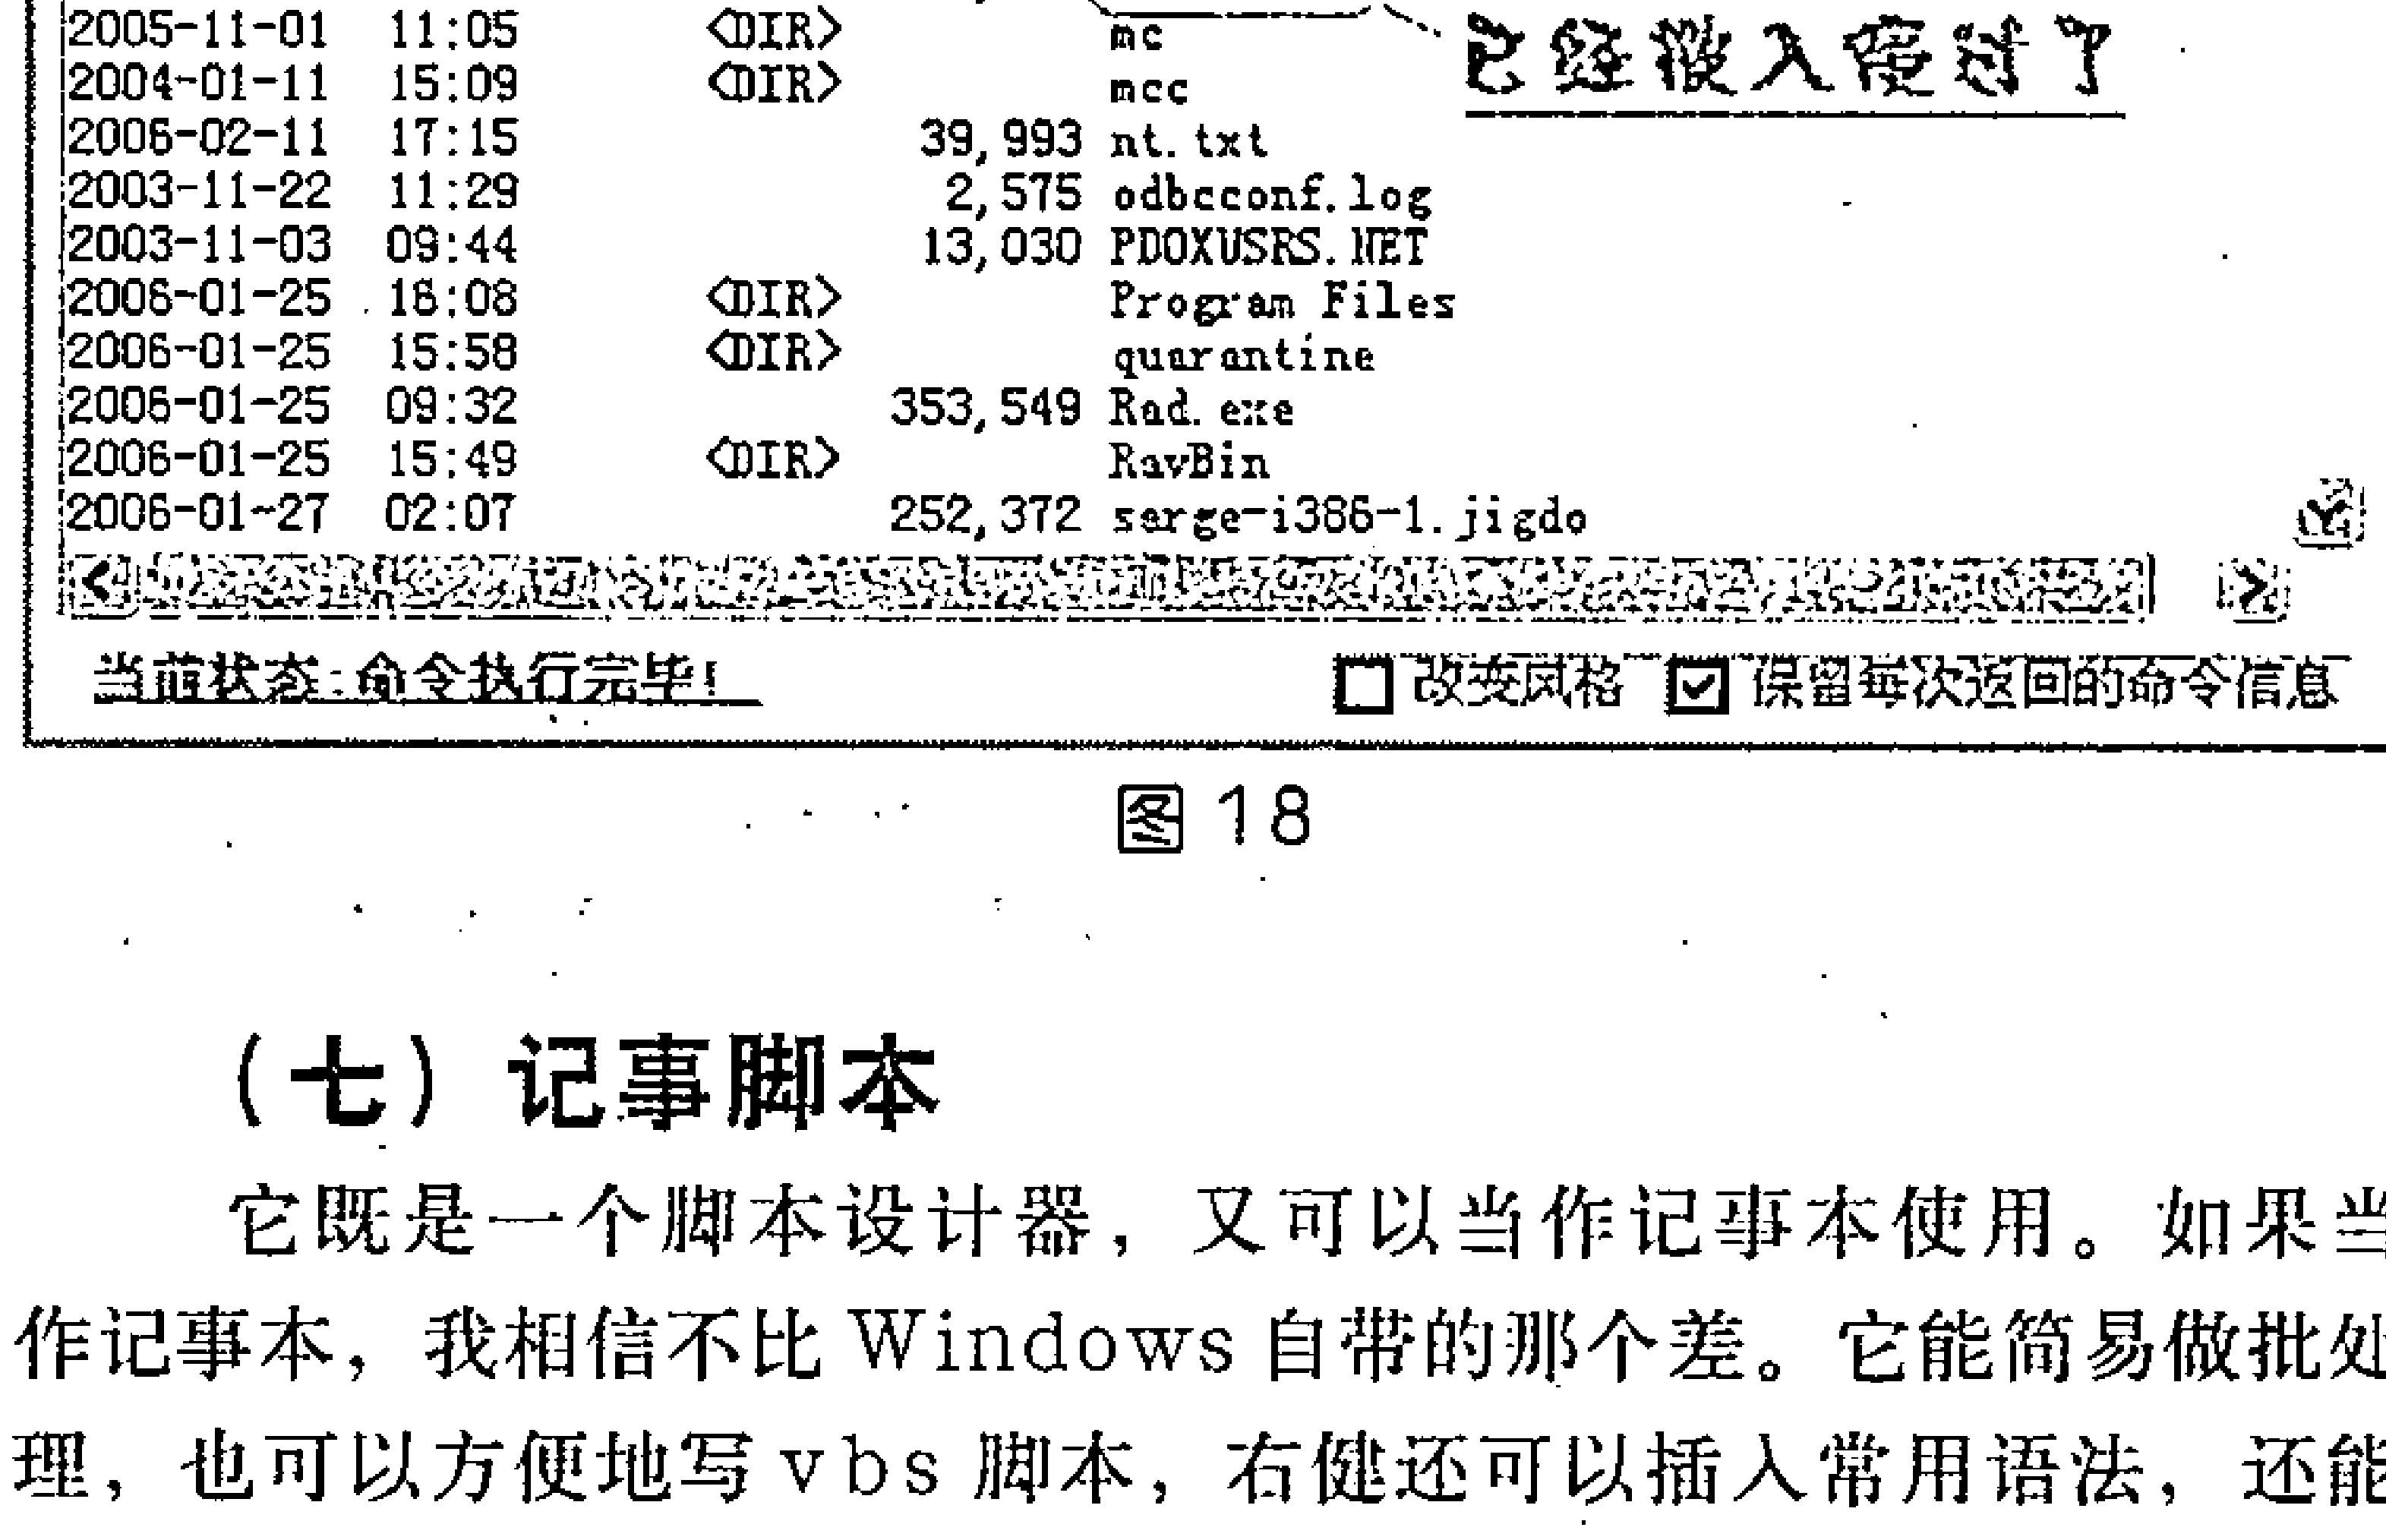 2005-11-01 11:05 <DIR> mc
已经被入侵过了
2004-01-11 15:09 <DIR> mcc
2006-02-11 17:15 39,993 nt.txt
2003-11-22 11:29 2,575 odbcconf.log
2003-11-03 09:44 13,030 PDOXUSRS.NET
2006-01-25 16:08 <DIR> Program Files
2006-01-25 15:58 <DIR> quarantine
2006-01-25 09:32 353,549 Rad.exe
2006-01-25 15:49 <DIR> RavBin
2006-01-27 02:07 252,372 sarge-i386-1.jigdo
当前状态:命令执行完毕! 改变风格 保留每次返回的命令信息
图 18
(七) 记事脚本
它既是一个脚本设计器，又可以当作记事本使用。如果当
作记事本，我相信不比 Windows 自带的那个差。它能简易做批处
理，也可以方便地写 vbs 脚本，右健还可以插入常用语法，还能